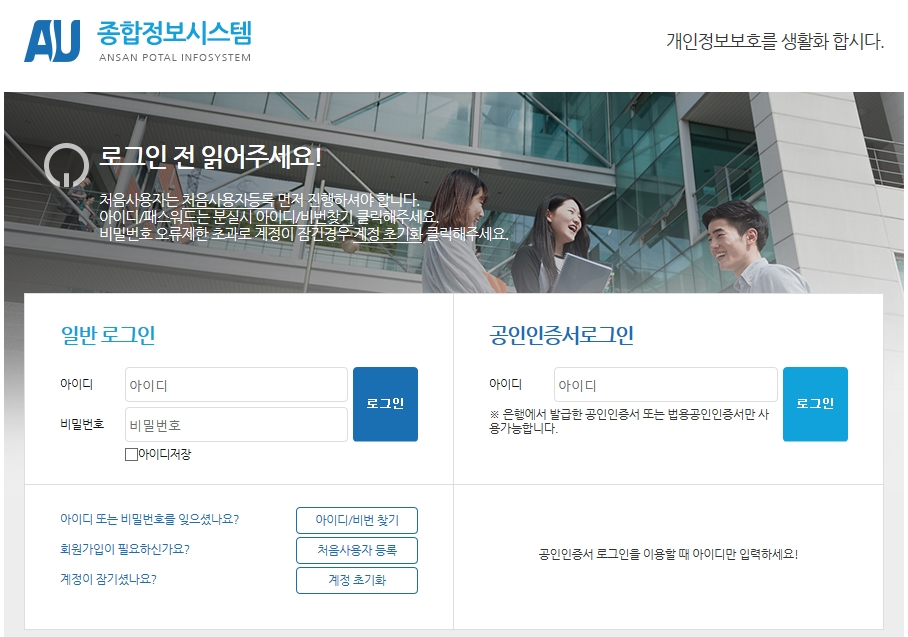 AU 종합정보시스템
ANSAN POTAL INFOSYSTEM
개인정보보호를 생활화 합시다.
로그인 전 읽어주세요!
처음사용자는 처음사용자등록 먼저 진행하셔야 합니다.
아이디/패스워드는 분실시 아이디/비번찾기 클릭해주세요.
비밀번호 오류제한 초과로 계정이 잠긴경우 계정 초기화 클릭해주세요.
일반 로그인
아이디
아이디
비밀번호
비밀번호
로그인
아이디저장
공인인증서로그인
아이디
아이디
로그인
※ 은행에서 발급한 공인인증서 또는 범용공인인증서만 사
용가능합니다.
아이디 또는 비밀번호를 잊으셨나요?
아이디/비번 찾기
회원가입이 필요하신가요?
처음사용자 등록
계정이 잠기셨나요?
계정 초기화
공인인증서 로그인을 이용할 때 아이디만 입력하세요!